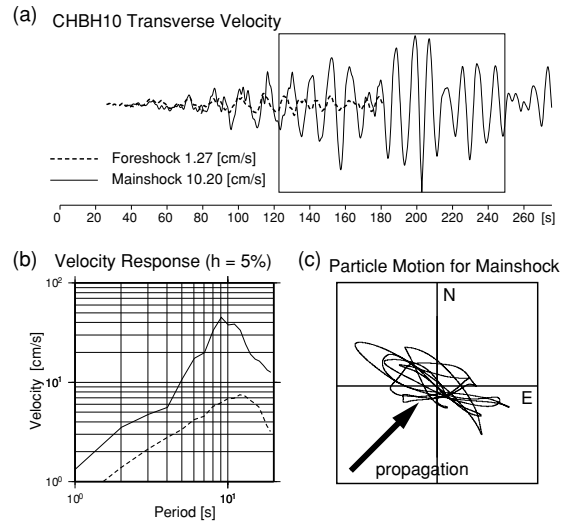 (a) CHBH10 Transverse Velocity
Foreshock 1.27 [cm/s]
Mainshock 10.20 [cm/s]
0 20 40 60 80 100 120 140 160 180 200 220 240 260 [s]
(b) Velocity Response (h = 5%)
10²
10¹
10⁰
Velocity [cm/s]
10⁰ 10¹
Period [s]
(c) Particle Motion for Mainshock
N
E
propagation